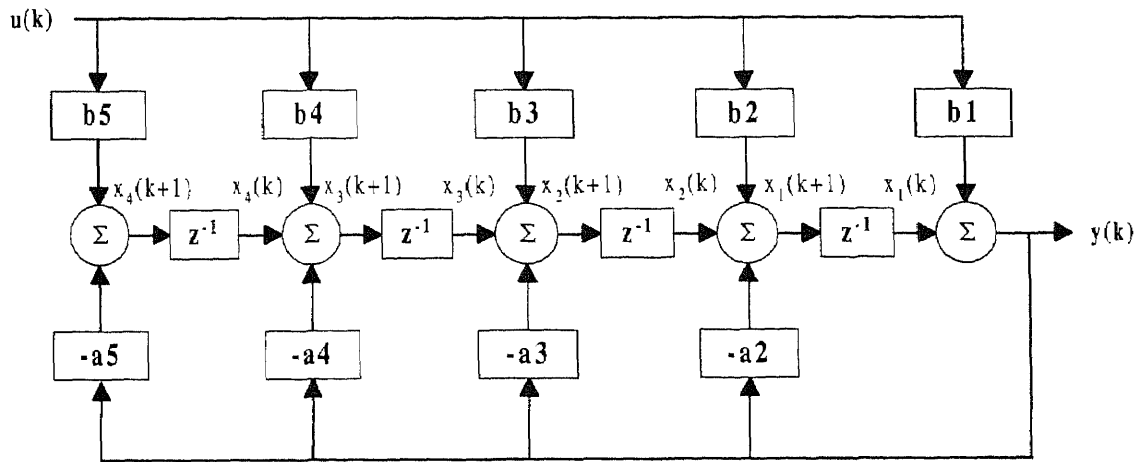 u(k)
b5 b4 b3 b2 b1
x₄(k+1) x₄(k) x₃(k+1) x₃(k) x₂(k+1) x₂(k) x₁(k+1) x₁(k)
Σ z⁻¹ Σ z⁻¹ Σ z⁻¹ Σ z⁻¹ Σ y(k)
-a5 -a4 -a3 -a2